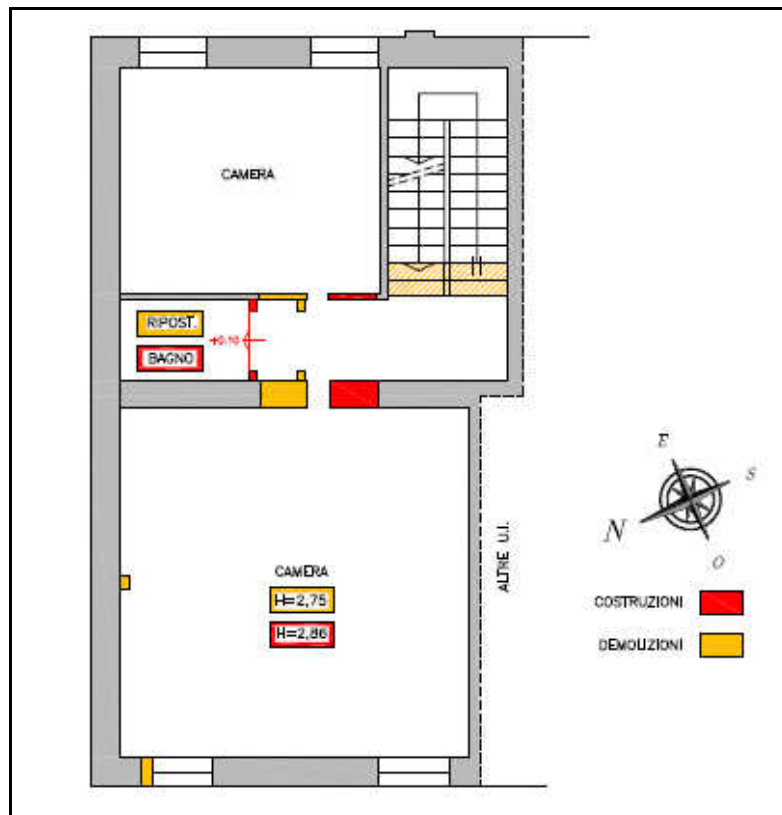 CAMERA
RIPOST.
+0.10
BAGNO
CAMERA
H=2,75
H=2,86
ALTRE U.I.
E
S
N
O
COSTRUZIONI
DEMOLIZIONI